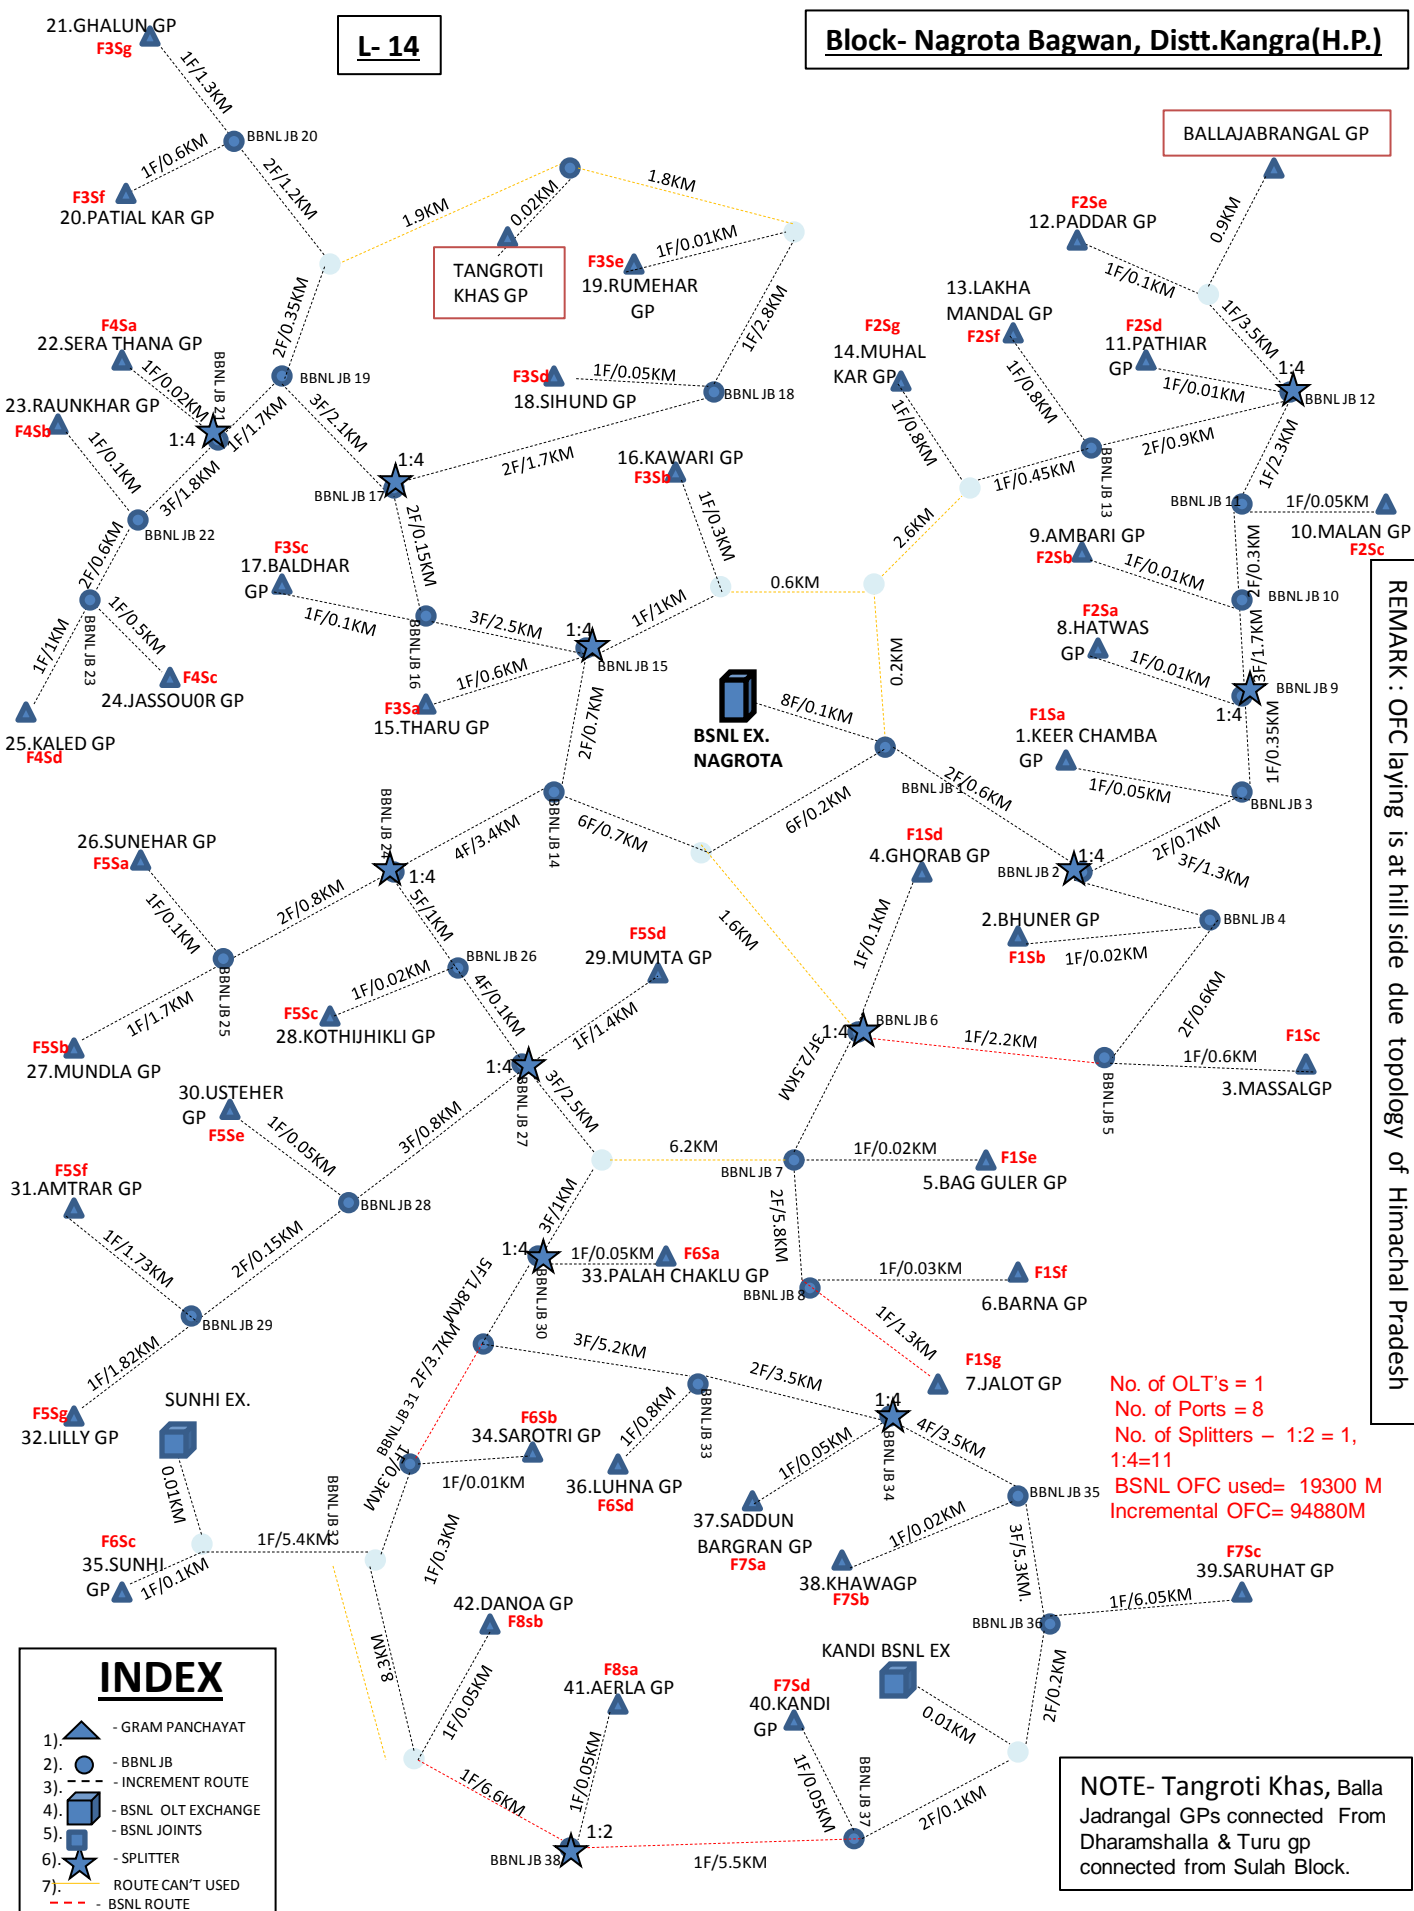 L- 14
Block- Nagrota Bagwan, Distt.Kangra(H.P.)
21.GHALUN GP
F3Sg
1F/1.3KM
BBNL JB 20
1F/0.6KM
F3Sf
20.PATIAL KAR GP
2F/1.2KM
1.9KM
0.02KM
1.8KM
TANGROTI
KHAS GP
F3Se
1F/0.01KM
19.RUMEHAR
GP
1F/2.8KM
BALLAJABRANGAL GP
0.9KM
F2Se
12.PADDAR GP
1F/0.1KM
1F/3.5KM
13.LAKHA
MANDAL GP
F2Sf
F2Sd
11.PATHIAR
GP
1F/0.01KM
1:4
BBNL JB 12
F2Sg
14.MUHAL
KAR GP
1F/0.8KM
1F/0.8KM
2F/0.9KM
1F/0.45KM
BBNL JB 13
1F/2.3KM
BBNL JB 11
1F/0.05KM
10.MALAN GP
F2Sc
2F/0.35KM
F4Sa
22.SERA THANA GP
1F/0.02KM
BBNL JB 21
BBNL JB 19
23.RAUNKHAR GP
F4Sb
1:4
1F/1.7KM
3F/2.1KM
1F/0.1KM
3F/1.8KM
BBNL JB 22
2F/0.6KM
BBNL JB 23
1F/0.5KM
1F/1KM
F4Sc
24.JASSOU0R GP
25.KALED GP
F4Sd
F3Sd
1F/0.05KM
18.SIHUND GP
BBNL JB 18
1:4
BBNL JB 17
2F/1.7KM
16.KAWARI GP
F3Sb
1F/0.3KM
2F/0.15KM
F3Sc
17.BALDHAR
GP
1F/0.1KM
BBNL JB 16
3F/2.5KM
1:4
BBNL JB 15
1F/1KM
0.6KM
2.6KM
1F/0.6KM
F3Sa
15.THARU GP
2F/0.7KM
0.2KM
9.AMBARI GP
F2Sb
1F/0.01KM
2F/0.3KM
BBNL JB 10
F2Sa
8.HATWAS
GP
1F/0.01KM
3F/1.7KM
BBNL JB 9
1:4
F1Sa
1.KEER CHAMBA
GP
1F/0.05KM
1F/0.35KM
BBNL JB 3
REMARK : OFC laying is at hill side due topology of Himachal Pradesh
BSNL EX.
NAGROTA
8F/0.1KM
BBNL JB 1
2F/0.6KM
6F/0.2KM
6F/0.7KM
BBNL JB 14
BBNL JB 24
4F/3.4KM
1:4
F1Sd
4.GHORAB GP
1:4
BBNL JB 2
2F/0.7KM
3F/1.3KM
BBNL JB 4
2.BHUNER GP
F1Sb
1F/0.02KM
1F/0.1KM
1.6KM
2F/0.6KM
26.SUNEHAR GP
F5Sa
1F/0.1KM
2F/0.8KM
BBNL JB 25
1F/1.7KM
F5Sb
27.MUNDLA GP
5F/1KM
BBNL JB 26
1F/0.02KM
F5Sc
28.KOTHIJHIKLI GP
4F/0.1KM
F5Sd
29.MUMTA GP
1F/1.4KM
1:4
BBNL JB 27
3F/2.5KM
1:4
BBNL JB 6
1F/2.2KM
3F/2.5KM
BBNL JB 5
F1Sc
1F/0.6KM
3.MASSALGP
30.USTEHER
GP
F5Se
1F/0.05KM
3F/0.8KM
BBNL JB 28
6.2KM
BBNL JB 7
1F/0.02KM
F1Se
5.BAG GULER GP
F5Sf
31.AMTRAR GP
1F/1.73KM
2F/0.15KM
BBNL JB 29
1F/1.82KM
F5Sg
32.LILLY GP
3F/1KM
1:4
BBNL JB 30
1F/0.05KM
F6Sa
33.PALAH CHAKLU GP
2F/5.8KM
BBNL JB 8
1F/0.03KM
F1Sf
6.BARNA GP
1F/1.3KM
F1Sg
7.JALOT GP
5F/1.8KM
2F/3.7KM
BBNL JB 31
3F/5.2KM
BBNL JB 33
2F/3.5KM
1:4
BBNL JB 34
SUNHI EX.
0.01KM
F6Sc
35.SUNHI
GP
1F/0.1KM
1F/5.4KM
BBNL JB 32
1F/0.3KM
F6Sb
34.SAROTRI GP
1F/0.01KM
1F/0.8KM
36.LUHNA GP
F6Sd
1F/0.05KM
37.SADDUN
BARGRAN GP
F7Sa
4F/3.5KM
BBNL JB 35
1F/0.02KM
38.KHAWAGP
F7Sb
No. of OLT's = 1
No. of Ports = 8
No. of Splitters – 1:2 = 1,
1:4=11
BSNL OFC used= 19300 M
Incremental OFC= 94880M
3F/5.3KM.
BBNL JB 36
1F/6.05KM
F7Sc
39.SARUHAT GP
1F/0.3KM
8.3KM
42.DANOA GP
F8sb
1F/0.05KM
F8sa
41.AERLA GP
1F/0.05KM
F7Sd
40.KANDI
GP
1F/0.05KM
KANDI BSNL EX
0.01KM
2F/0.2KM
BBNL JB 37
2F/0.1KM
1F/6.6KM
1:2
BBNL JB 38
1F/5.5KM
INDEX
1). - GRAM PANCHAYAT
2). - BBNL JB
3). - INCREMENT ROUTE
4). - BSNL OLT EXCHANGE
5). - BSNL JOINTS
6). - SPLITTER
7). ROUTE CAN'T USED
- BSNL ROUTE
NOTE- Tangroti Khas, Balla
Jadrangal GPs connected From
Dharamshalla & Turu gp
connected from Sulah Block.